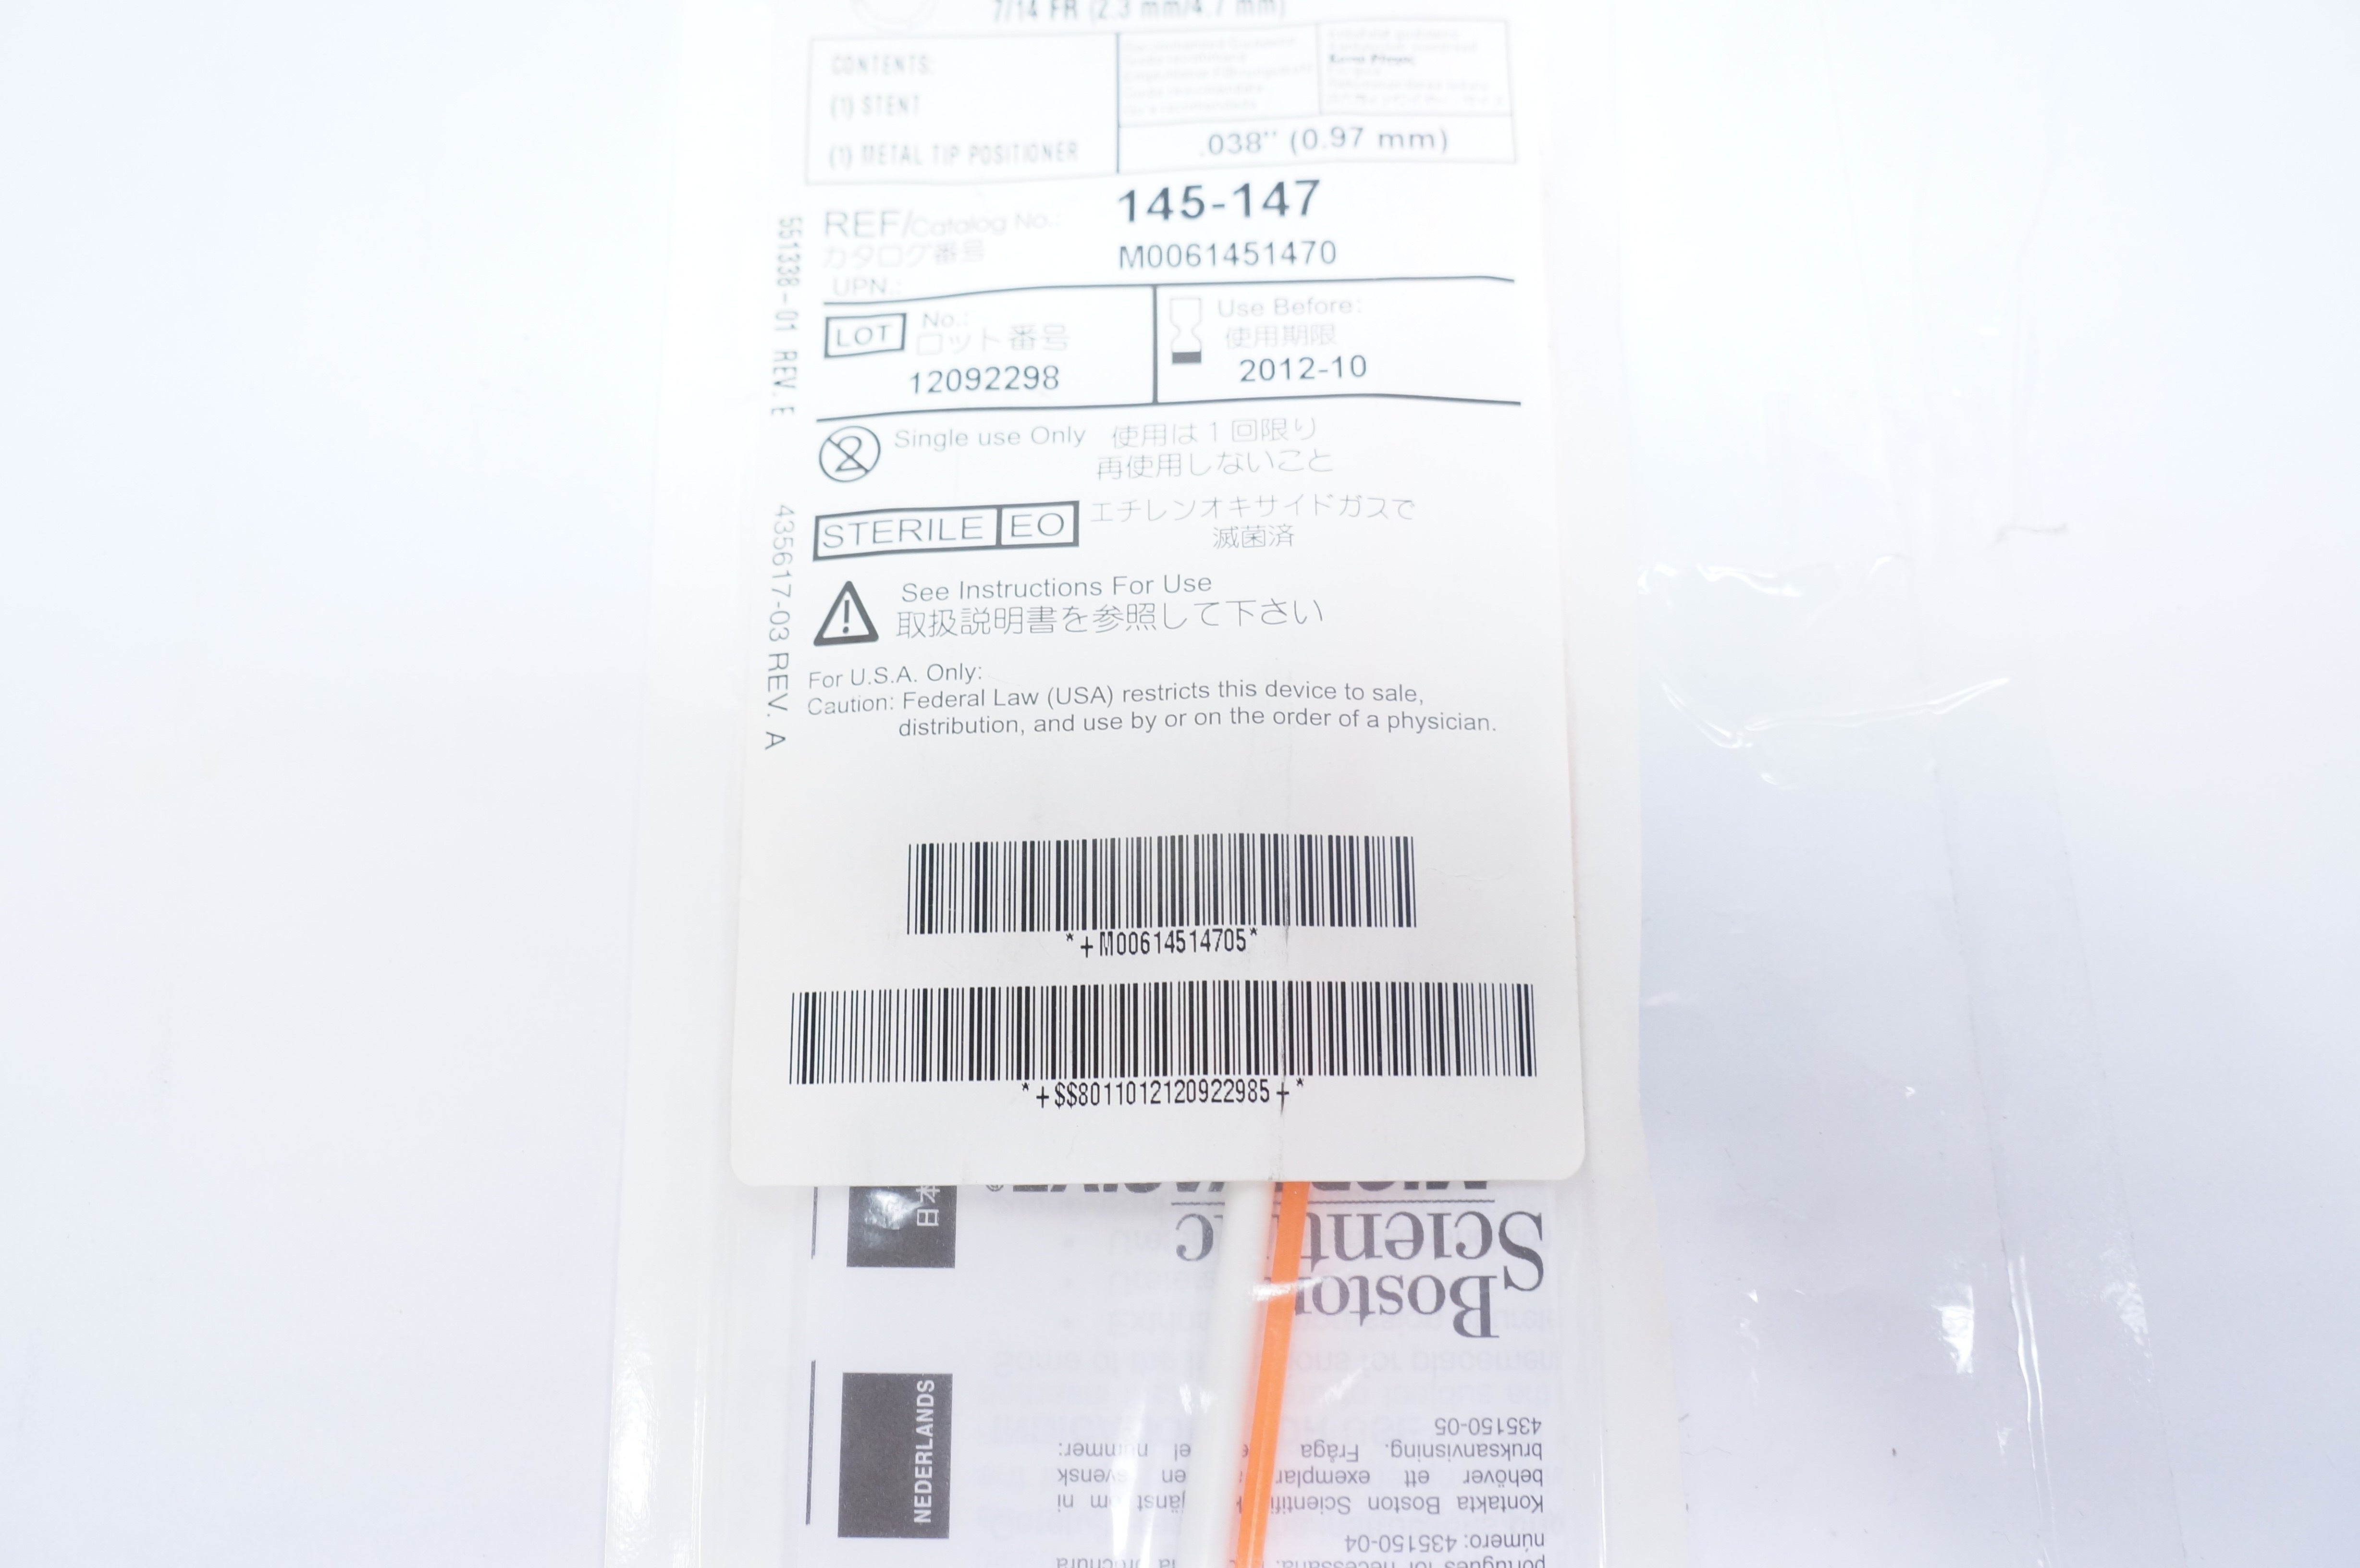 7/14 FR (2.3 mm/4.7 mm)
CONTENTS:
(1) STENT
(1) METAL TIP POSITIONER
.038" (0.97 mm)
REF/Catalog No.:
カタログ番号
UPN.:
145-147
M0061451470
551338-01 REV. E
LOT No.:
ロット番号
12092298
Use Before:
使用期限
2012-10
Single use Only 使用は1回限り
再使用しないこと
STERILE EO エチレンオキサイドガスで
滅菌済
435617-03 REV. A
See Instructions For Use
取扱説明書を参照して下さい
For U.S.A. Only:
Caution: Federal Law (USA) restricts this device to sale,
distribution, and use by or on the order of a physician.
*+M00614514705*
*+$$8011012120922985+*
日本
Boston
NEDERLANDS
435150-05
bruksanvisning. Fråga nummer:
behöver ett exemplar en svensk
Kontakta Boston ni
número: 435150-04